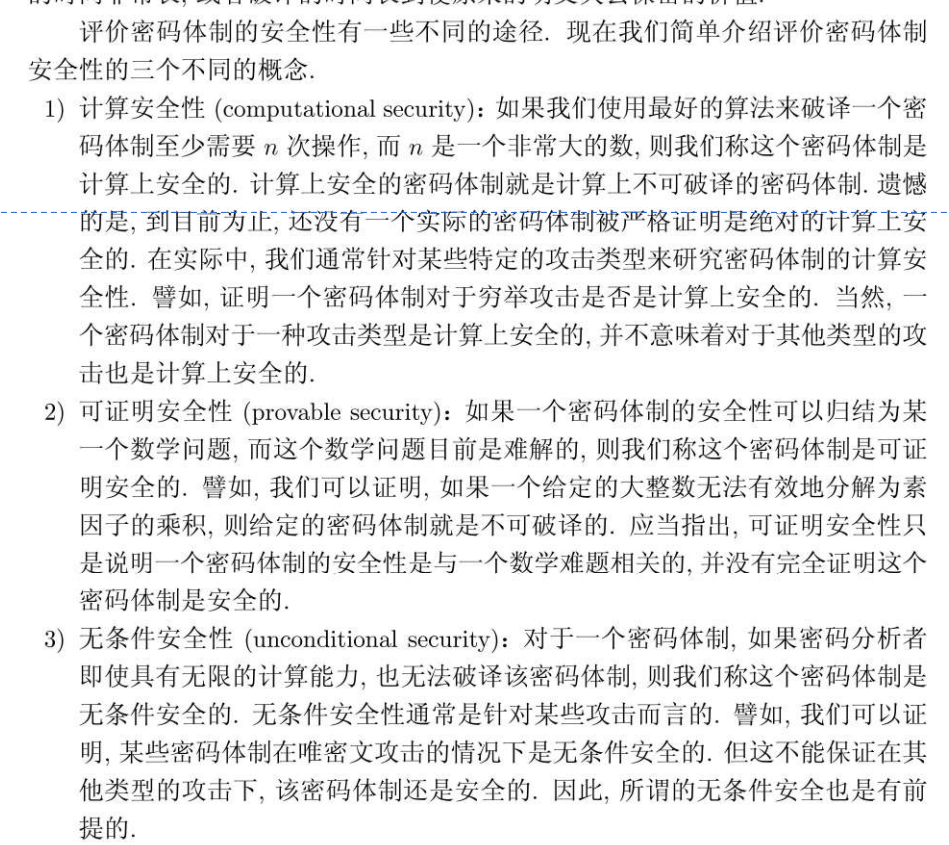 评价密码体制的安全性有一些不同的途径. 现在我们简单介绍评价密码体制
安全性的三个不同的概念.
1) 计算安全性 (computational security): 如果我们使用最好的算法来破译一个密
码体制至少需要 n 次操作, 而 n 是一个非常大的数, 则我们称这个密码体制是
计算上安全的. 计算上安全的密码体制就是计算上不可破译的密码体制. 遗憾
的是, 到目前为止, 还没有一个实际的密码体制被严格证明是绝对的计算上安
全的. 在实际中, 我们通常针对某些特定的攻击类型来研究密码体制的计算安
全性. 譬如, 证明一个密码体制对于穷举攻击是否是计算上安全的. 当然, 一
个密码体制对于一种攻击类型是计算上安全的, 并不意味着对于其他类型的攻
击也是计算上安全的.
2) 可证明安全性 (provable security): 如果一个密码体制的安全性可以归结为某
一个数学问题, 而这个数学问题目前是难解的, 则我们称这个密码体制是可证
明安全的. 譬如, 我们可以证明, 如果一个给定的大整数无法有效地分解为素
因子的乘积, 则给定的密码体制就是不可破译的. 应当指出, 可证明安全性只
是说明一个密码体制的安全性是与一个数学难题相关的, 并没有完全证明这个
密码体制是安全的.
3) 无条件安全性 (unconditional security): 对于一个密码体制, 如果密码分析者
即使具有无限的计算能力, 也无法破译该密码体制, 则我们称这个密码体制是
无条件安全的. 无条件安全性通常是针对某些攻击而言的. 譬如, 我们可以证
明, 某些密码体制在唯密文攻击的情况下是无条件安全的. 但这不能保证在其
他类型的攻击下, 该密码体制还是安全的. 因此, 所谓的无条件安全也是有前
提的.